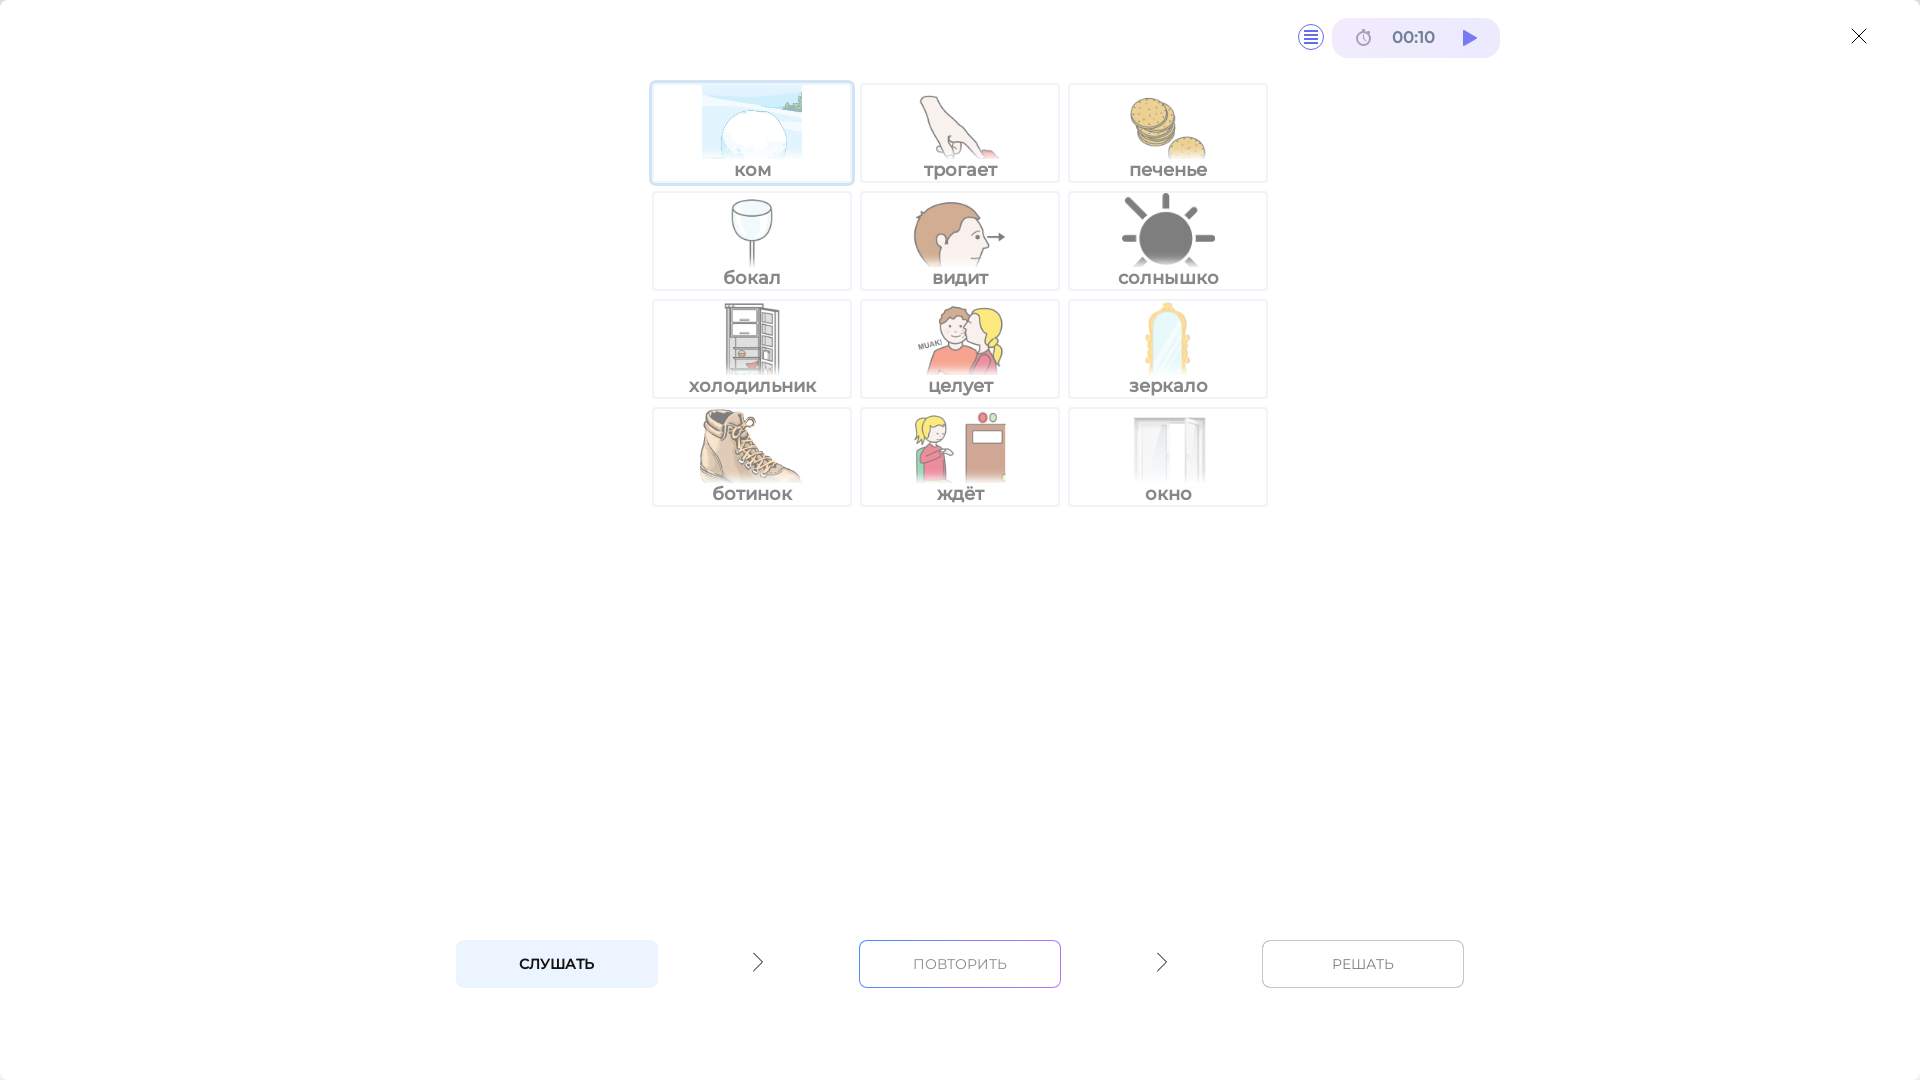 00:10
ком трогает печенье
бокал видит солнышко
MUAK!
холодильник целует зеркало
ботинок ждёт окно
СЛУШАТЬ ПОВТОРИТЬ РЕШАТЬ